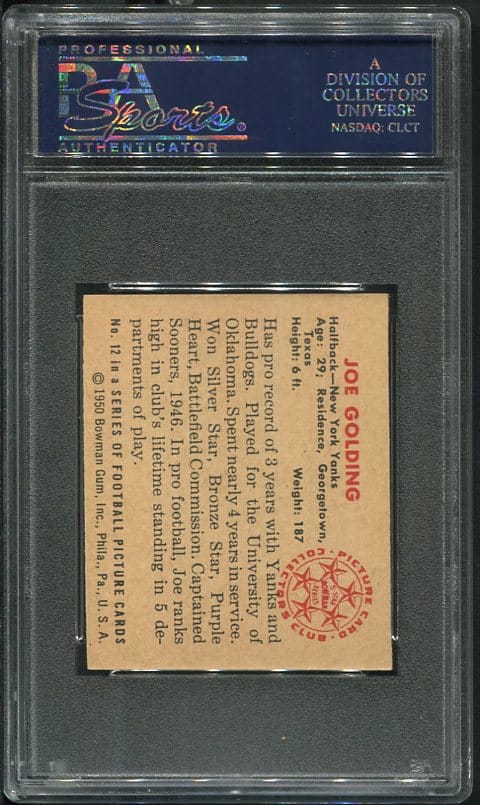 PROFESSIONAL
PSA
Sports®
AUTHENTICATOR
A
DIVISION OF
COLLECTORS
UNIVERSE
NASDAQ: CLCT
JOE GOLDING
Halfback—New York Yanks
Age: 29; Residence, Georgetown,
Texas
Height: 6 ft. Weight: 187
PICTURE CARD
COLLECTORS CLUB
5-STAR
BOWMAN
Has pro record of 3 years with Yanks and
Bulldogs. Played for the University of
Oklahoma. Spent nearly 4 years in service.
Won Silver Star, Bronze Star, Purple
Heart, Battlefield Commission. Captained
Sooners, 1946. In pro football, Joe ranks
high in club's lifetime standing in 5 de-
partments of play.
No. 12 in a SERIES OF FOOTBALL PICTURE CARDS
© 1950 Bowman Gum, Inc., Phila., Pa., U. S. A.